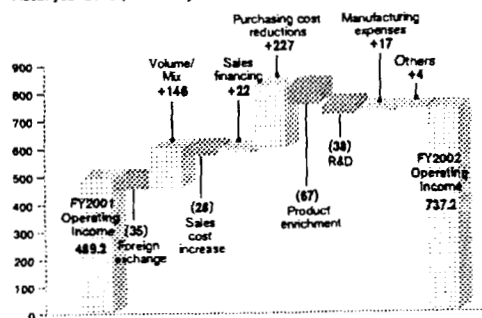 Purchasing cost
reductions
+227
Manufacturing
expenses
+17
Volume/
Mix
+146
Sales
financing
+22
Others
+4
900
800
700
600
500
400
300
200
100
0
FY2001
Operating
Income
489.2
(35)
Foreign
exchange
(28)
Sales
cost
increase
(67)
Product
enrichment
(38)
R&D
FY2002
Operating
Income
737.2